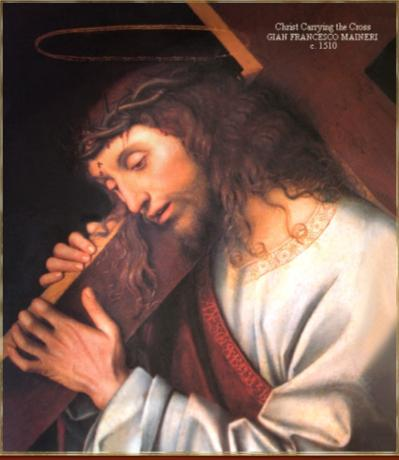 Christ Carrying the Cross
GIAN FRANCESCO MAINERI
c. 1510